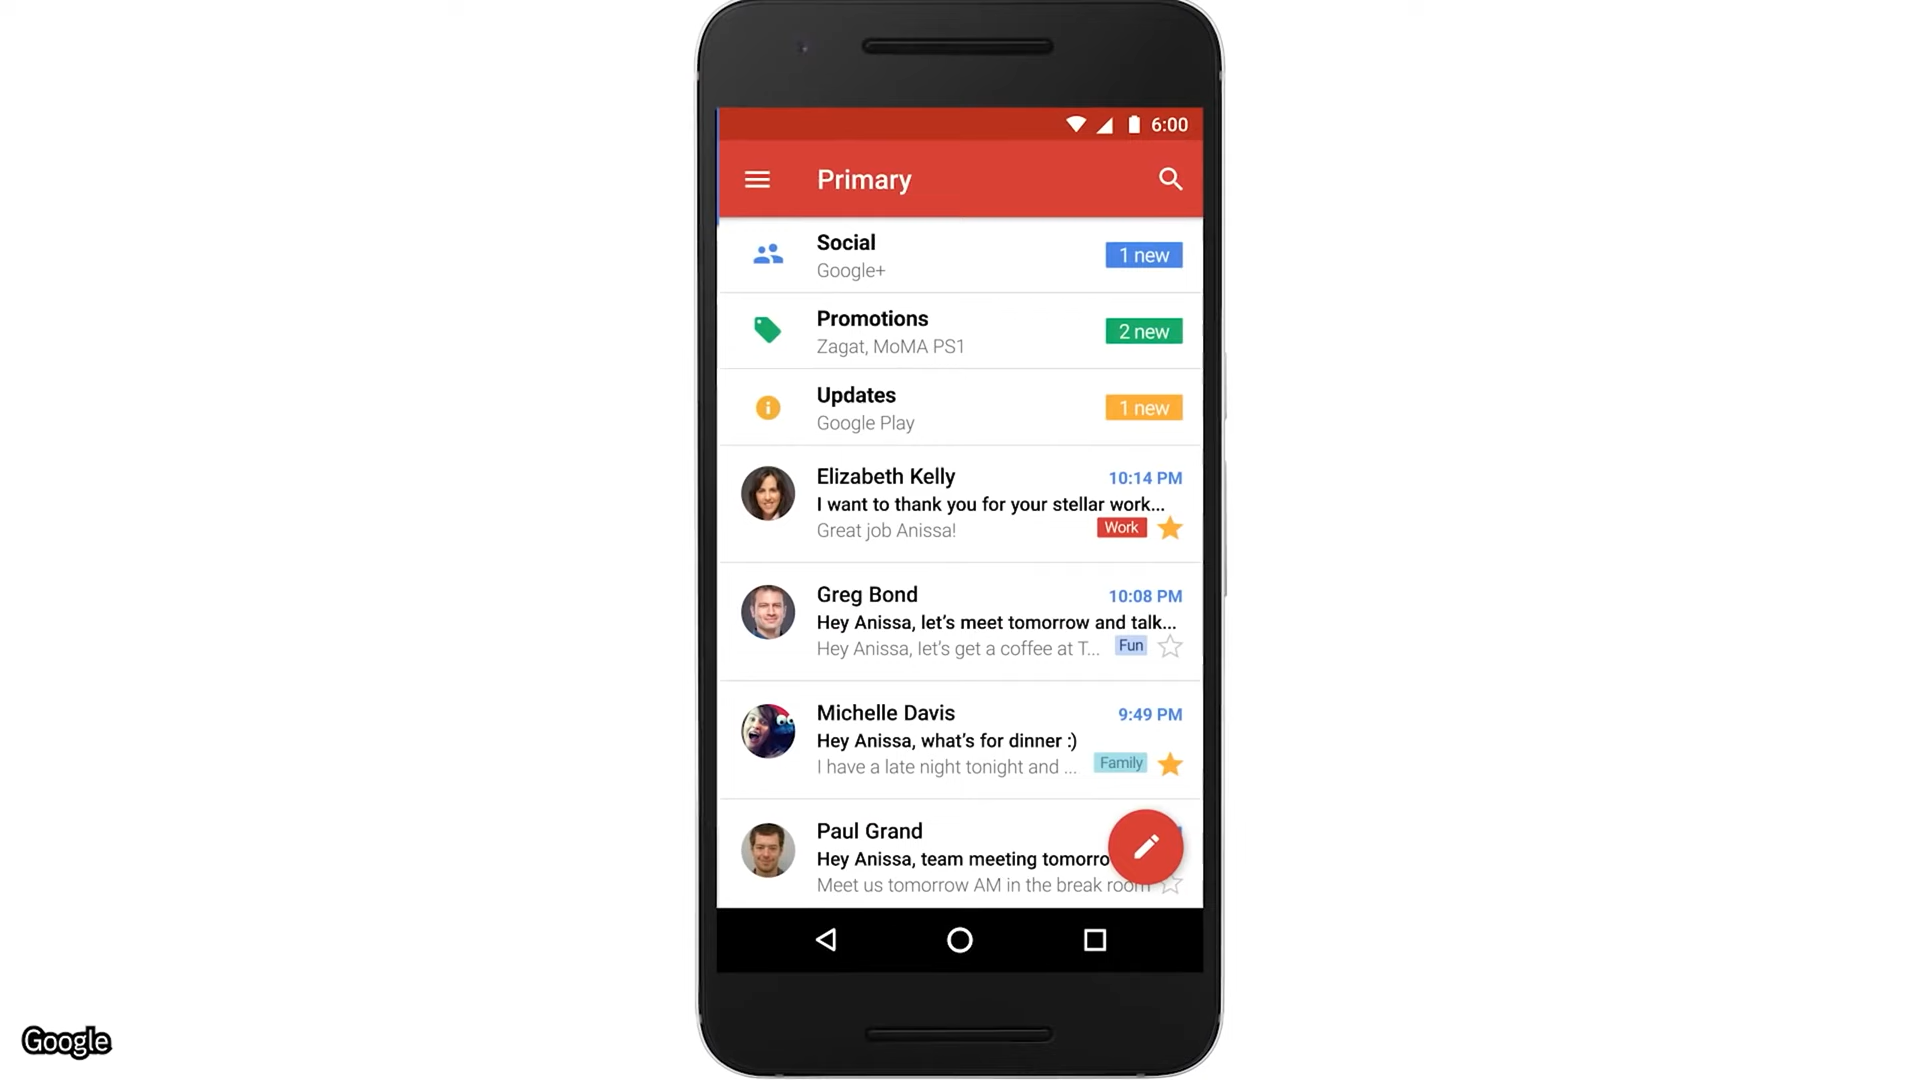 6:00
Primary
Social
Google+
1 new
Promotions
Zagat, MoMA PS1
2 new
Updates
Google Play
1 new
Elizabeth Kelly
10:14 PM
I want to thank you for your stellar work...
Great job Anissa!
Work
Greg Bond
10:08 PM
Hey Anissa, let's meet tomorrow and talk...
Hey Anissa, let's get a coffee at T...
Fun
Michelle Davis
9:49 PM
Hey Anissa, what's for dinner :)
I have a late night tonight and ...
Family
Paul Grand
Hey Anissa, team meeting tomorro
Meet us tomorrow AM in the break room
Google